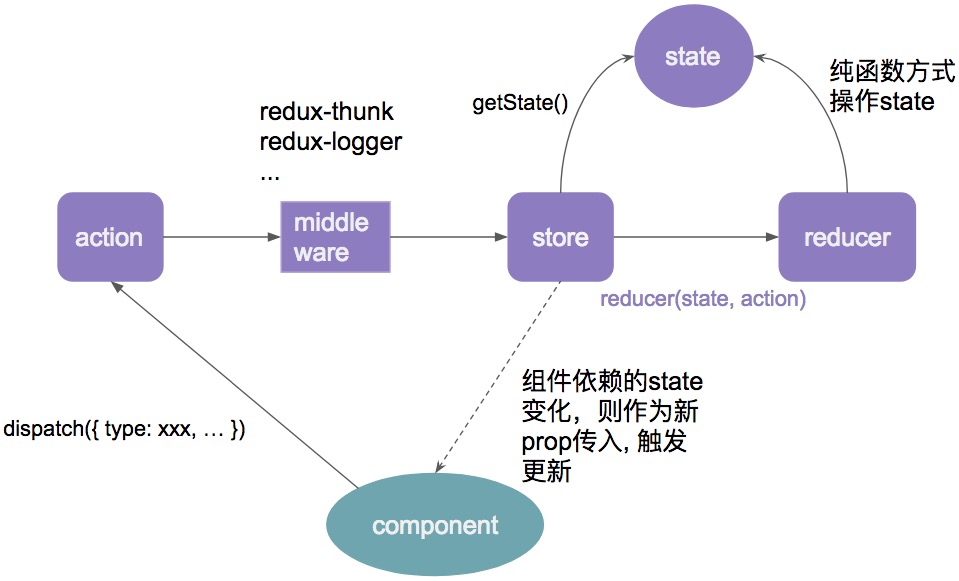 state
纯函数方式
操作state
getState()
redux-thunk
redux-logger
...
action
middle
ware
store
reducer
reducer(state, action)
组件依赖的state
变化，则作为新
prop传入, 触发
更新
dispatch({ type: xxx, … })
component